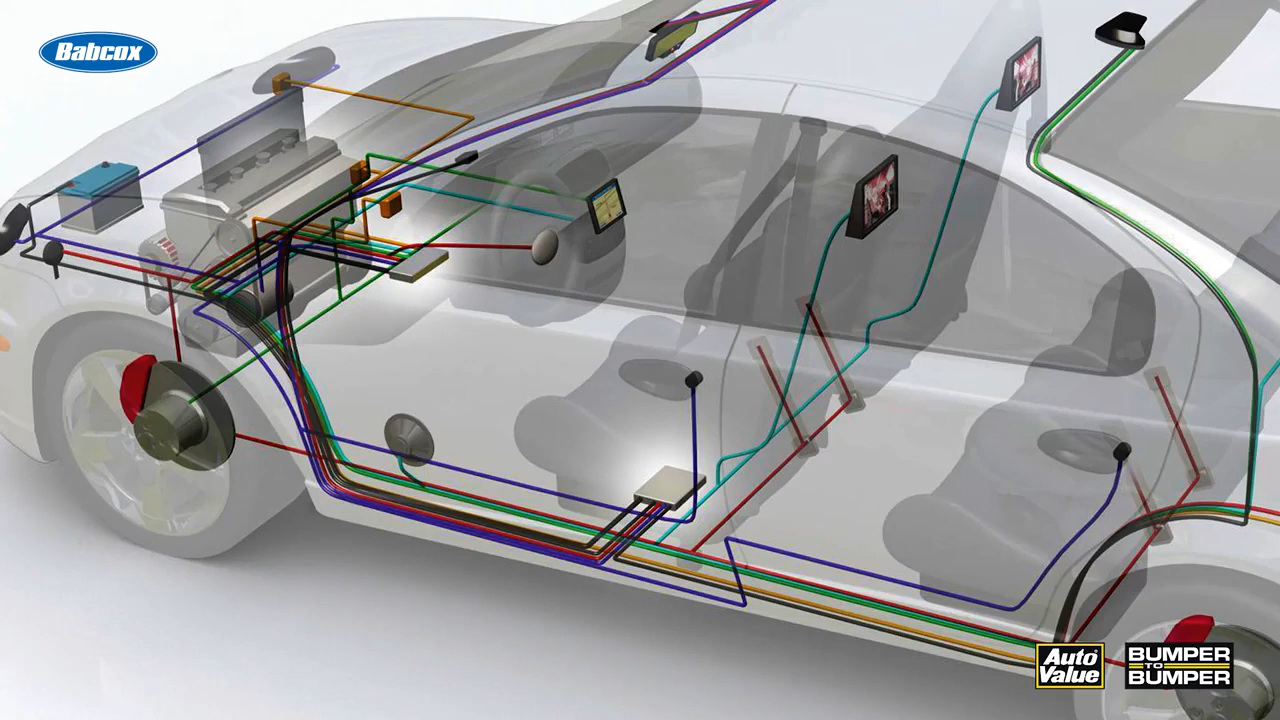 Babcox
Auto
Value
BUMPER
TO
BUMPER